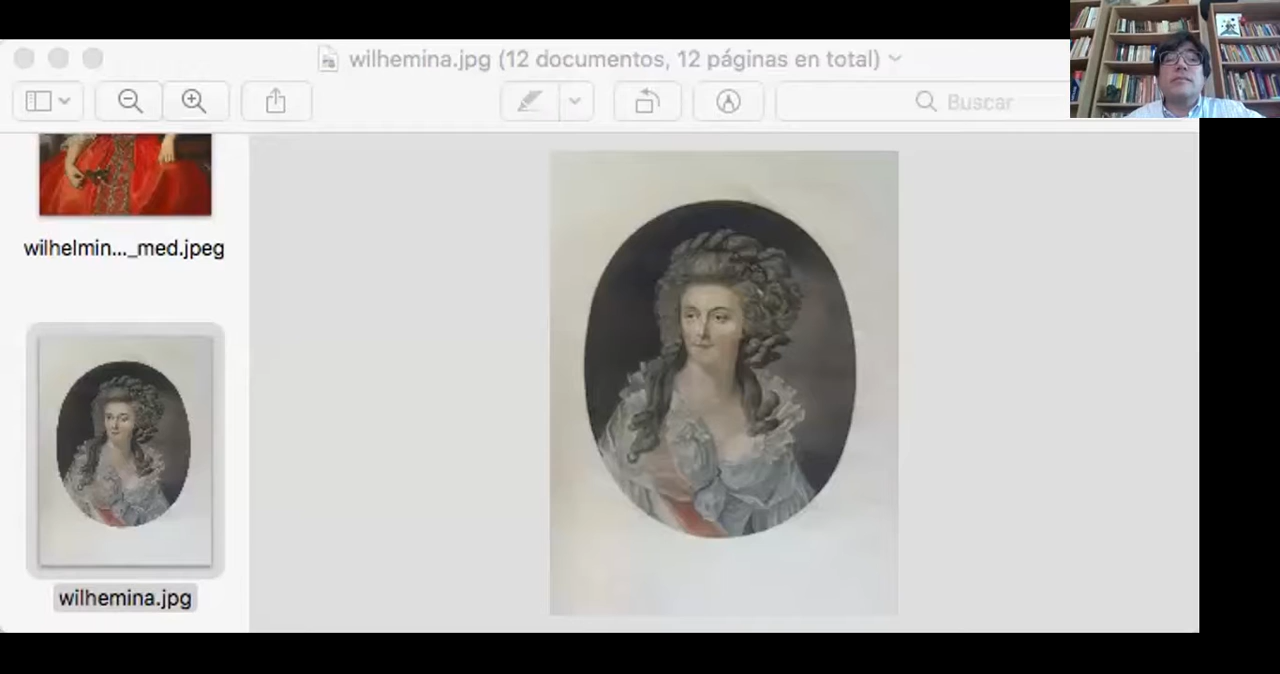 wilhemina.jpg (12 documentos, 12 páginas en total)
Buscar
wilhelmin..._med.jpeg
wilhemina.jpg